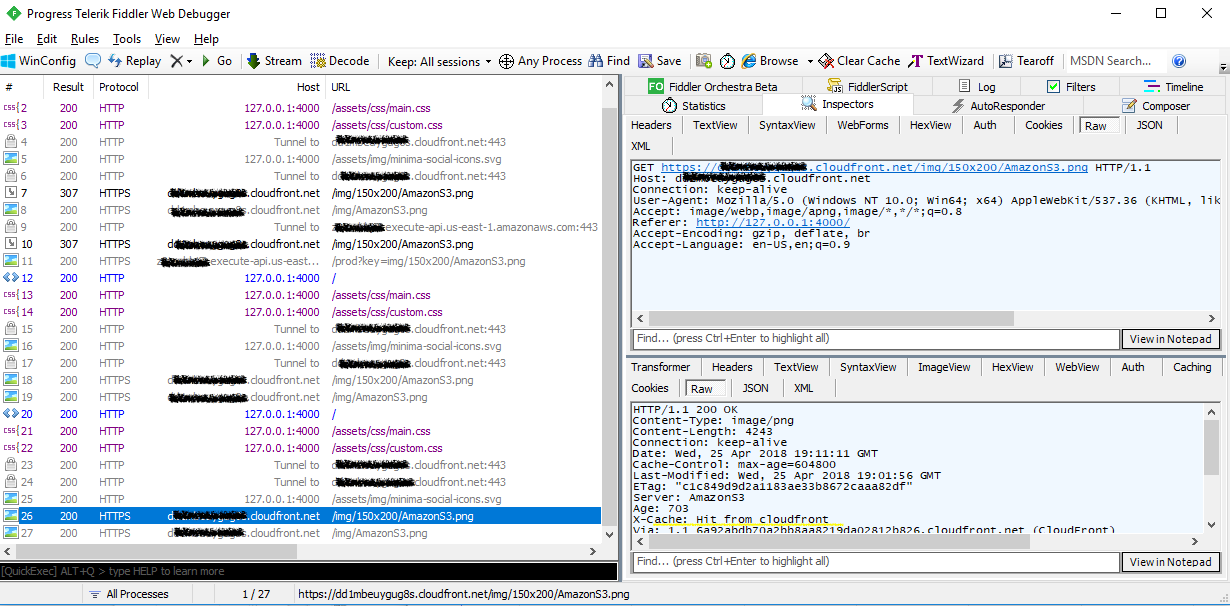 Progress Telerik Fiddler Web Debugger
File Edit Rules Tools View Help
WinConfig Replay Go Stream Decode Keep: All sessions Any Process Find Save Browse Clear Cache TextWizard Tearoff MSDN Search...
# Result Protocol Host URL
2 200 HTTP 127.0.0.1:4000 /assets/css/main.css
3 200 HTTP 127.0.0.1:4000 /assets/css/custom.css
4 200 HTTP Tunnel to .cloudfront.net:443
5 200 HTTP 127.0.0.1:4000 /assets/img/minima-social-icons.svg
6 200 HTTP Tunnel to .cloudfront.net:443
7 307 HTTPS .cloudfront.net /img/150x200/AmazonS3.png
8 200 HTTPS .cloudfront.net /img/AmazonS3.png
9 200 HTTP Tunnel to execute-api.us-east-1.amazonaws.com:443
10 307 HTTPS .cloudfront.net /img/150x200/AmazonS3.png
11 200 HTTPS execute-api.us-east... /prod?key=img/150x200/AmazonS3.png
12 200 HTTP 127.0.0.1:4000 /
13 200 HTTP 127.0.0.1:4000 /assets/css/main.css
14 200 HTTP 127.0.0.1:4000 /assets/css/custom.css
15 200 HTTP Tunnel to .cloudfront.net:443
16 200 HTTP 127.0.0.1:4000 /assets/img/minima-social-icons.svg
17 200 HTTP Tunnel to .cloudfront.net:443
18 200 HTTPS .cloudfront.net /img/150x200/AmazonS3.png
19 200 HTTPS .cloudfront.net /img/AmazonS3.png
20 200 HTTP 127.0.0.1:4000 /
21 200 HTTP 127.0.0.1:4000 /assets/css/main.css
22 200 HTTP 127.0.0.1:4000 /assets/css/custom.css
23 200 HTTP Tunnel to .cloudfront.net:443
24 200 HTTP Tunnel to .cloudfront.net:443
25 200 HTTP 127.0.0.1:4000 /assets/img/minima-social-icons.svg
26 200 HTTPS .cloudfront.net /img/150x200/AmazonS3.png
27 200 HTTPS .cloudfront.net /img/AmazonS3.png
[QuickExec] ALT+Q > type HELP to learn more
Fiddler Orchestra Beta FiddlerScript Log Filters Timeline
Statistics Inspectors AutoResponder Composer
Headers TextView SyntaxView WebForms HexView Auth Cookies Raw JSON
XML
GET https:// .cloudfront.net/img/150x200/AmazonS3.png HTTP/1.1
Host: .cloudfront.net
Connection: keep-alive
User-Agent: Mozilla/5.0 (Windows NT 10.0; Win64; x64) AppleWebKit/537.36 (KHTML, lik
Accept: image/webp,image/apng,image/*,*/*;q=0.8
Referer: http://127.0.0.1:4000/
Accept-Encoding: gzip, deflate, br
Accept-Language: en-US,en;q=0.9
Find... (press Ctrl+Enter to highlight all) View in Notepad
Transformer Headers TextView SyntaxView ImageView HexView WebView Auth Caching
Cookies Raw JSON XML
HTTP/1.1 200 OK
Content-Type: image/png
Content-Length: 4243
Connection: keep-alive
Date: Wed, 25 Apr 2018 19:11:11 GMT
Cache-Control: max-age=604800
Last-Modified: Wed, 25 Apr 2018 19:01:56 GMT
ETag: "c1c849d9d2a1183ae33b8672caaa82df"
Server: AmazonS3
Age: 703
X-Cache: Hit from cloudfront
Via: 1.1 6a92abdb70a2bb8aa8219da02812b826.cloudfront.net (CloudFront)
Find... (press Ctrl+Enter to highlight all) View in Notepad
All Processes 1 / 27 https://dd1mbeuygug8s.cloudfront.net/img/150x200/AmazonS3.png